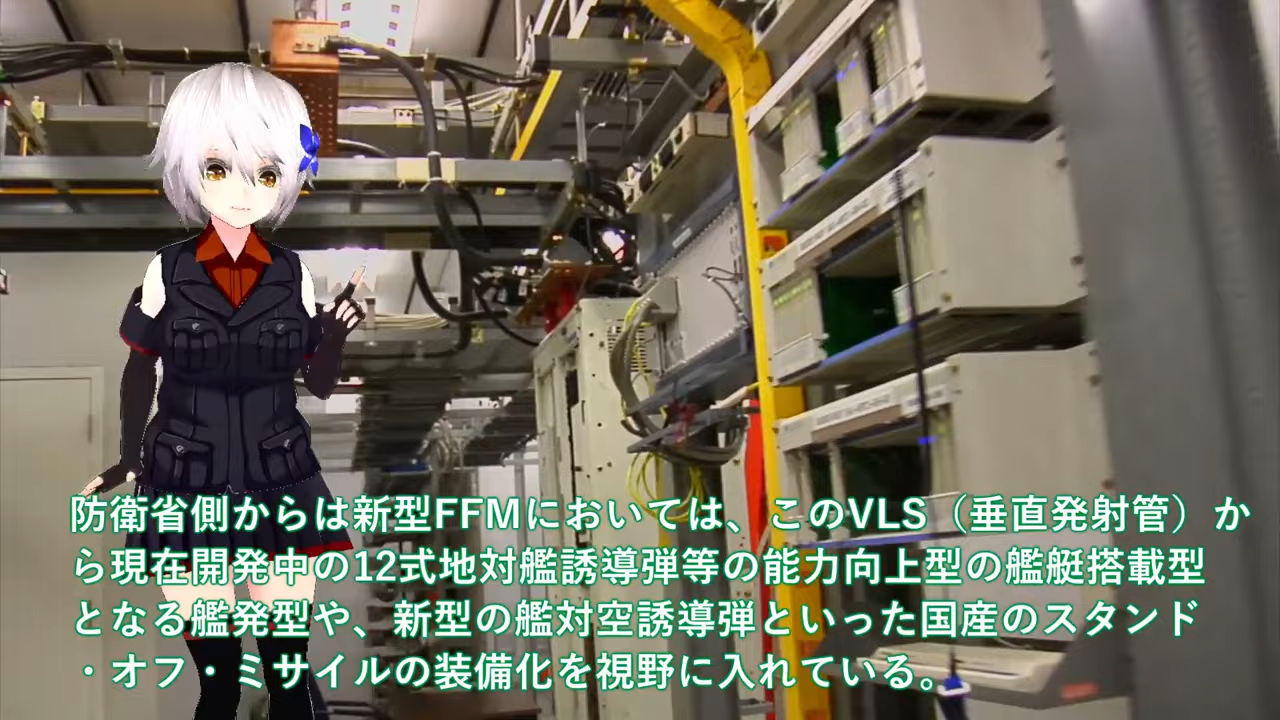 防衛省側からは新型FFMにおいては、このVLS（垂直発射管）か
ら現在開発中の12式地対艦誘導弾等の能力向上型の艦艇搭載型
となる艦発型や、新型の艦対空誘導弾といった国産のスタンド
・オフ・ミサイルの装備化を視野に入れている。